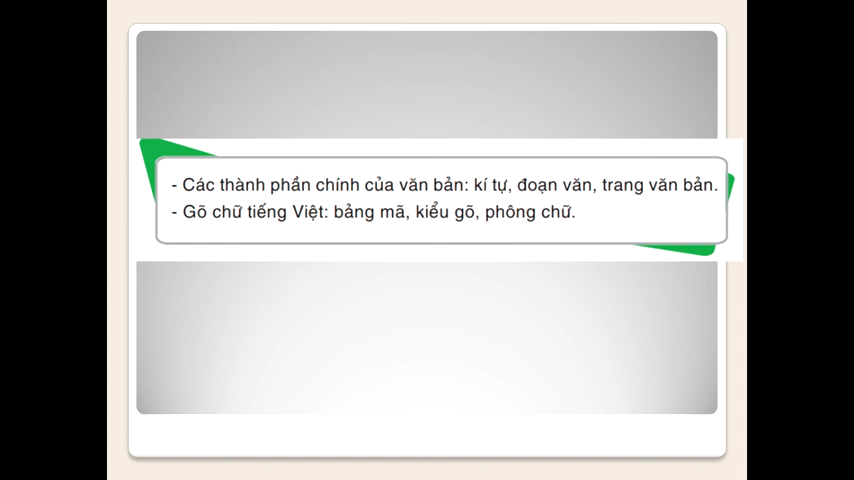 - Các thành phần chính của văn bản: kí tự, đoạn văn, trang văn bản.
- Gõ chữ tiếng Việt: bảng mã, kiểu gõ, phông chữ.